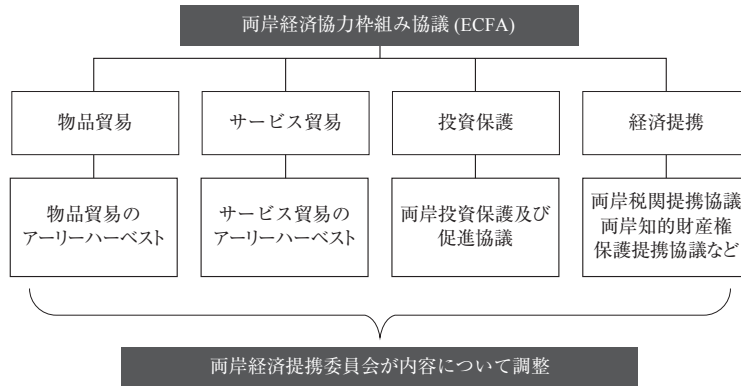 両岸経済協力枠組み協議 (ECFA)
物品貿易
サービス貿易
投資保護
経済提携
物品貿易の
アーリーハーベスト
サービス貿易の
アーリーハーベスト
両岸投資保護及び
促進協議
両岸税関提携協議
両岸知的財産権
保護提携協議など
両岸経済提携委員会が内容について調整